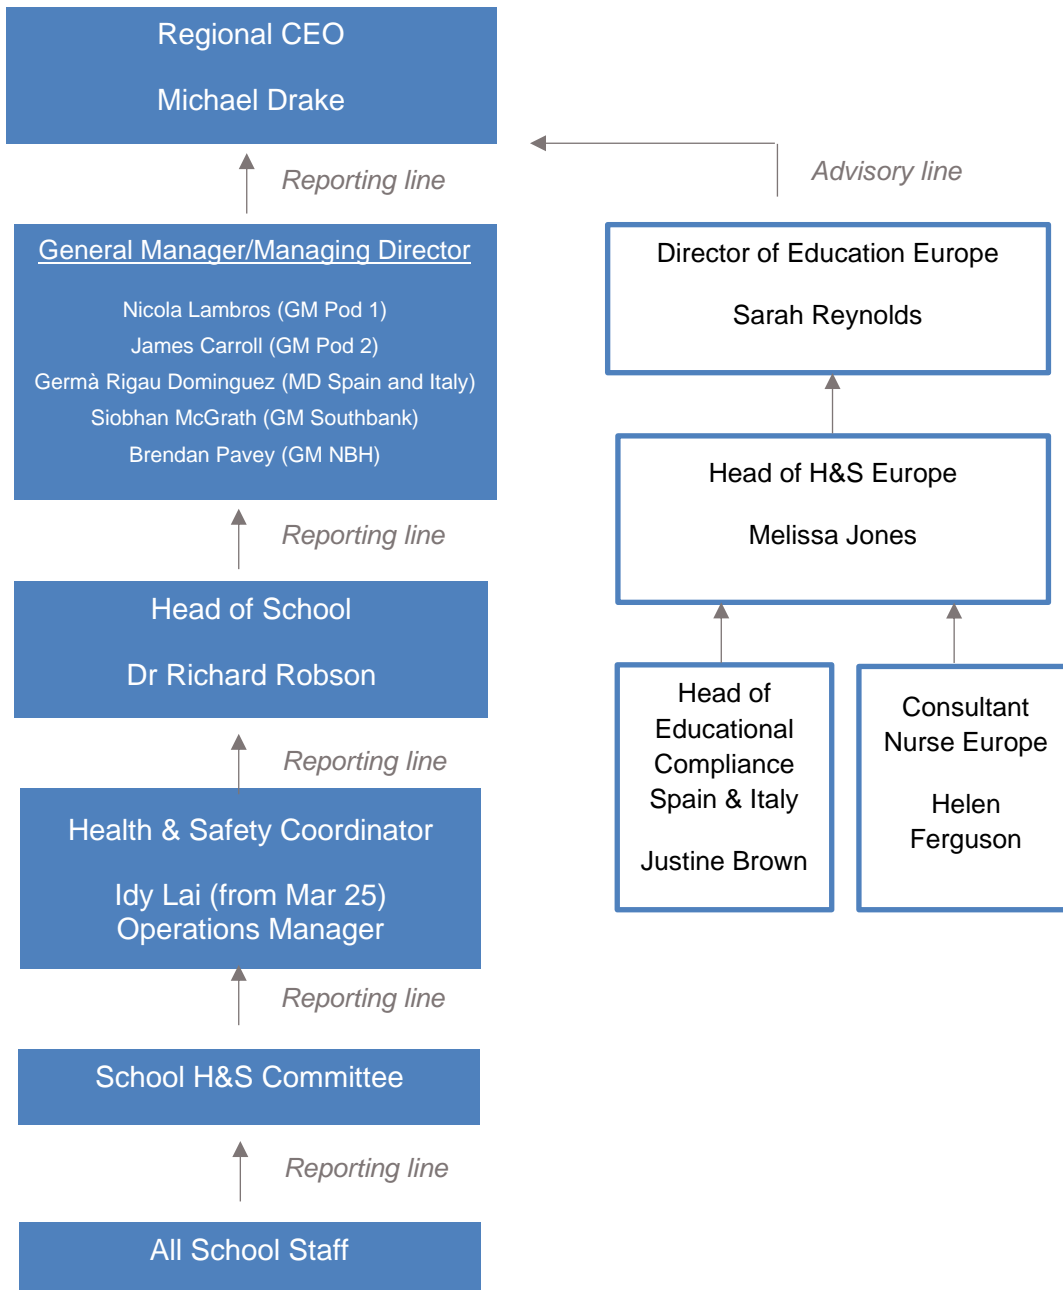 Regional CEO
Michael Drake
Reporting line
General Manager/Managing Director
Nicola Lambros (GM Pod 1)
James Carroll (GM Pod 2)
Germà Rigau Dominguez (MD Spain and Italy)
Siobhan McGrath (GM Southbank)
Brendan Pavey (GM NBH)
Reporting line
Head of School
Dr Richard Robson
Reporting line
Health & Safety Coordinator
Idy Lai (from Mar 25)
Operations Manager
Reporting line
School H&S Committee
Reporting line
All School Staff
Advisory line
Director of Education Europe
Sarah Reynolds
Head of H&S Europe
Melissa Jones
Head of
Educational
Compliance
Spain & Italy
Justine Brown
Consultant
Nurse Europe
Helen
Ferguson